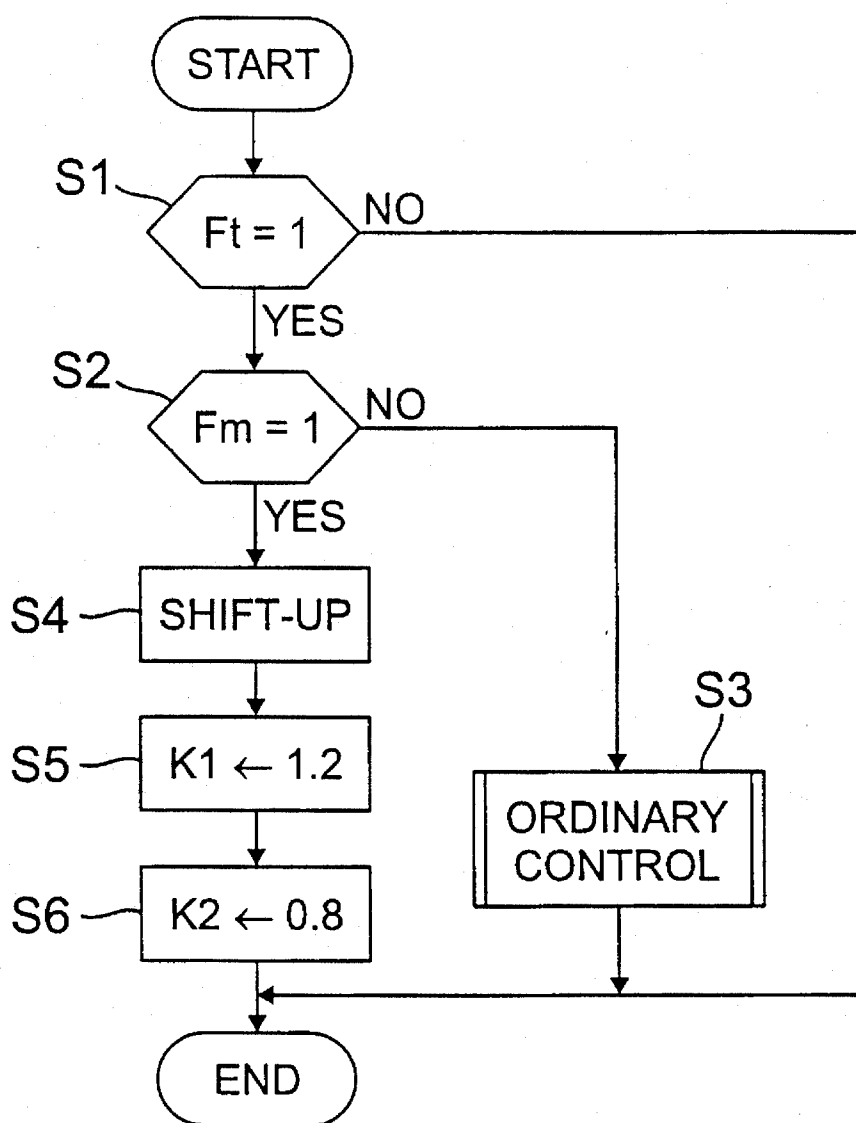 START
S1
Ft = 1
NO
YES
S2
Fm = 1
NO
YES
S4
SHIFT-UP
S3
S5
K1 ← 1.2
ORDINARY
CONTROL
S6
K2 ← 0.8
END